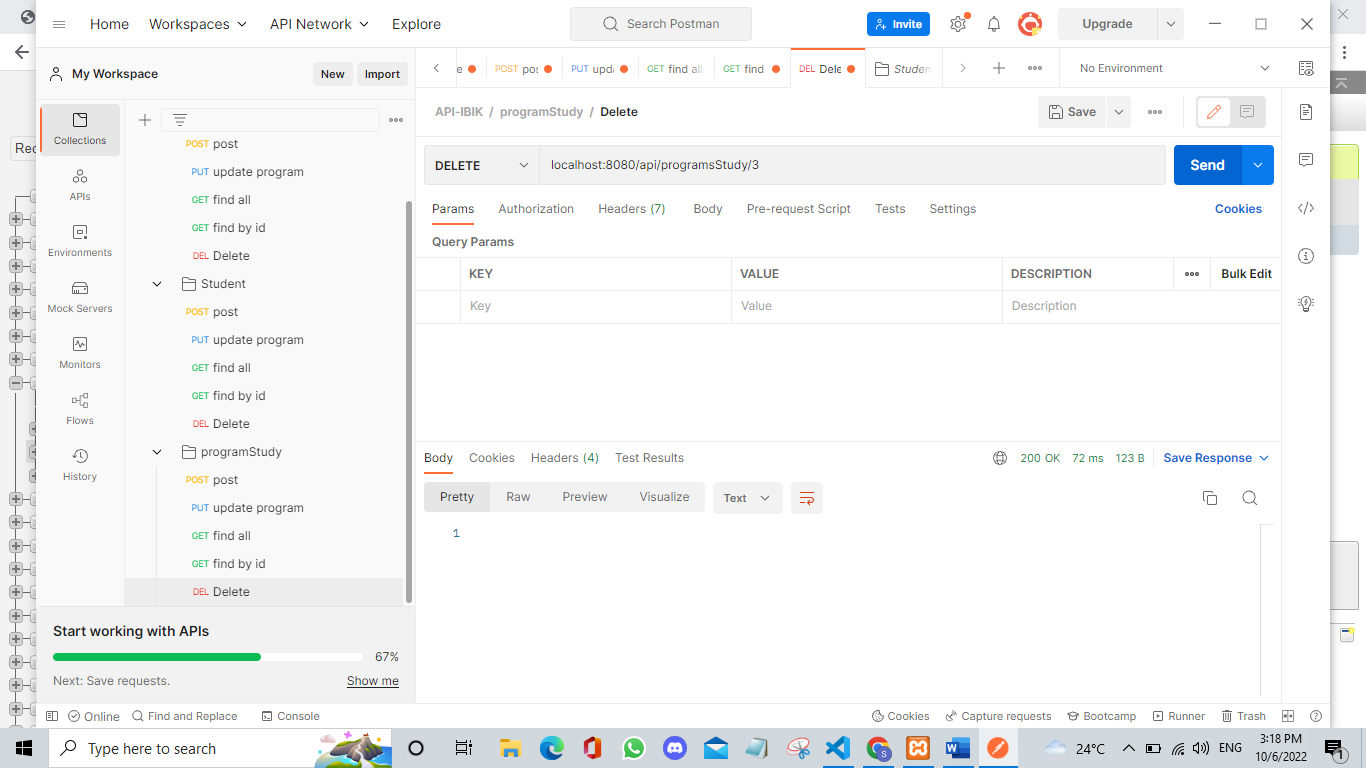 Home Workspaces API Network Explore Search Postman Invite Upgrade
My Workspace New Import
POST pos PUT upda GET find all GET find DEL Dele Studen No Environment
API-IBIK / programStudy / Delete Save
Rec
Collections
APIs
Environments
Mock Servers
Monitors
Flows
History
POST post
PUT update program
GET find all
GET find by id
DEL Delete
Student
POST post
PUT update program
GET find all
GET find by id
DEL Delete
programStudy
POST post
PUT update program
GET find all
GET find by id
DEL Delete
Start working with APIs
67%
Next: Save requests. Show me
DELETE localhost:8080/api/programsStudy/3 Send
Params Authorization Headers (7) Body Pre-request Script Tests Settings Cookies
Query Params
KEY VALUE DESCRIPTION Bulk Edit
Key Value Description
Body Cookies Headers (4) Test Results 200 OK 72 ms 123 B Save Response
Pretty Raw Preview Visualize Text
1
Online Find and Replace Console Cookies Capture requests Bootcamp Runner Trash
Type here to search 24°C ENG 3:18 PM
10/6/2022 1